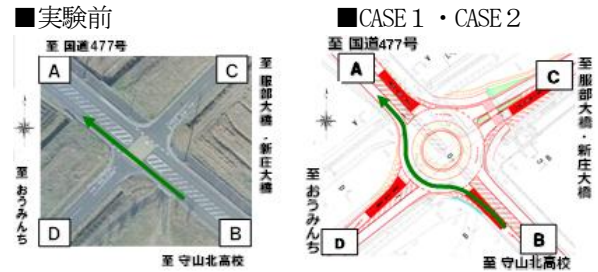 ■実験前
■CASE1・CASE2
至 国道477号
A
C
至 服部大橋・新庄大橋
至 おうみんち
D
B
至 守山北高校
至 国道477号
A
C
至 服部大橋・新庄大橋
至 おうみんち
D
B
至 守山北高校